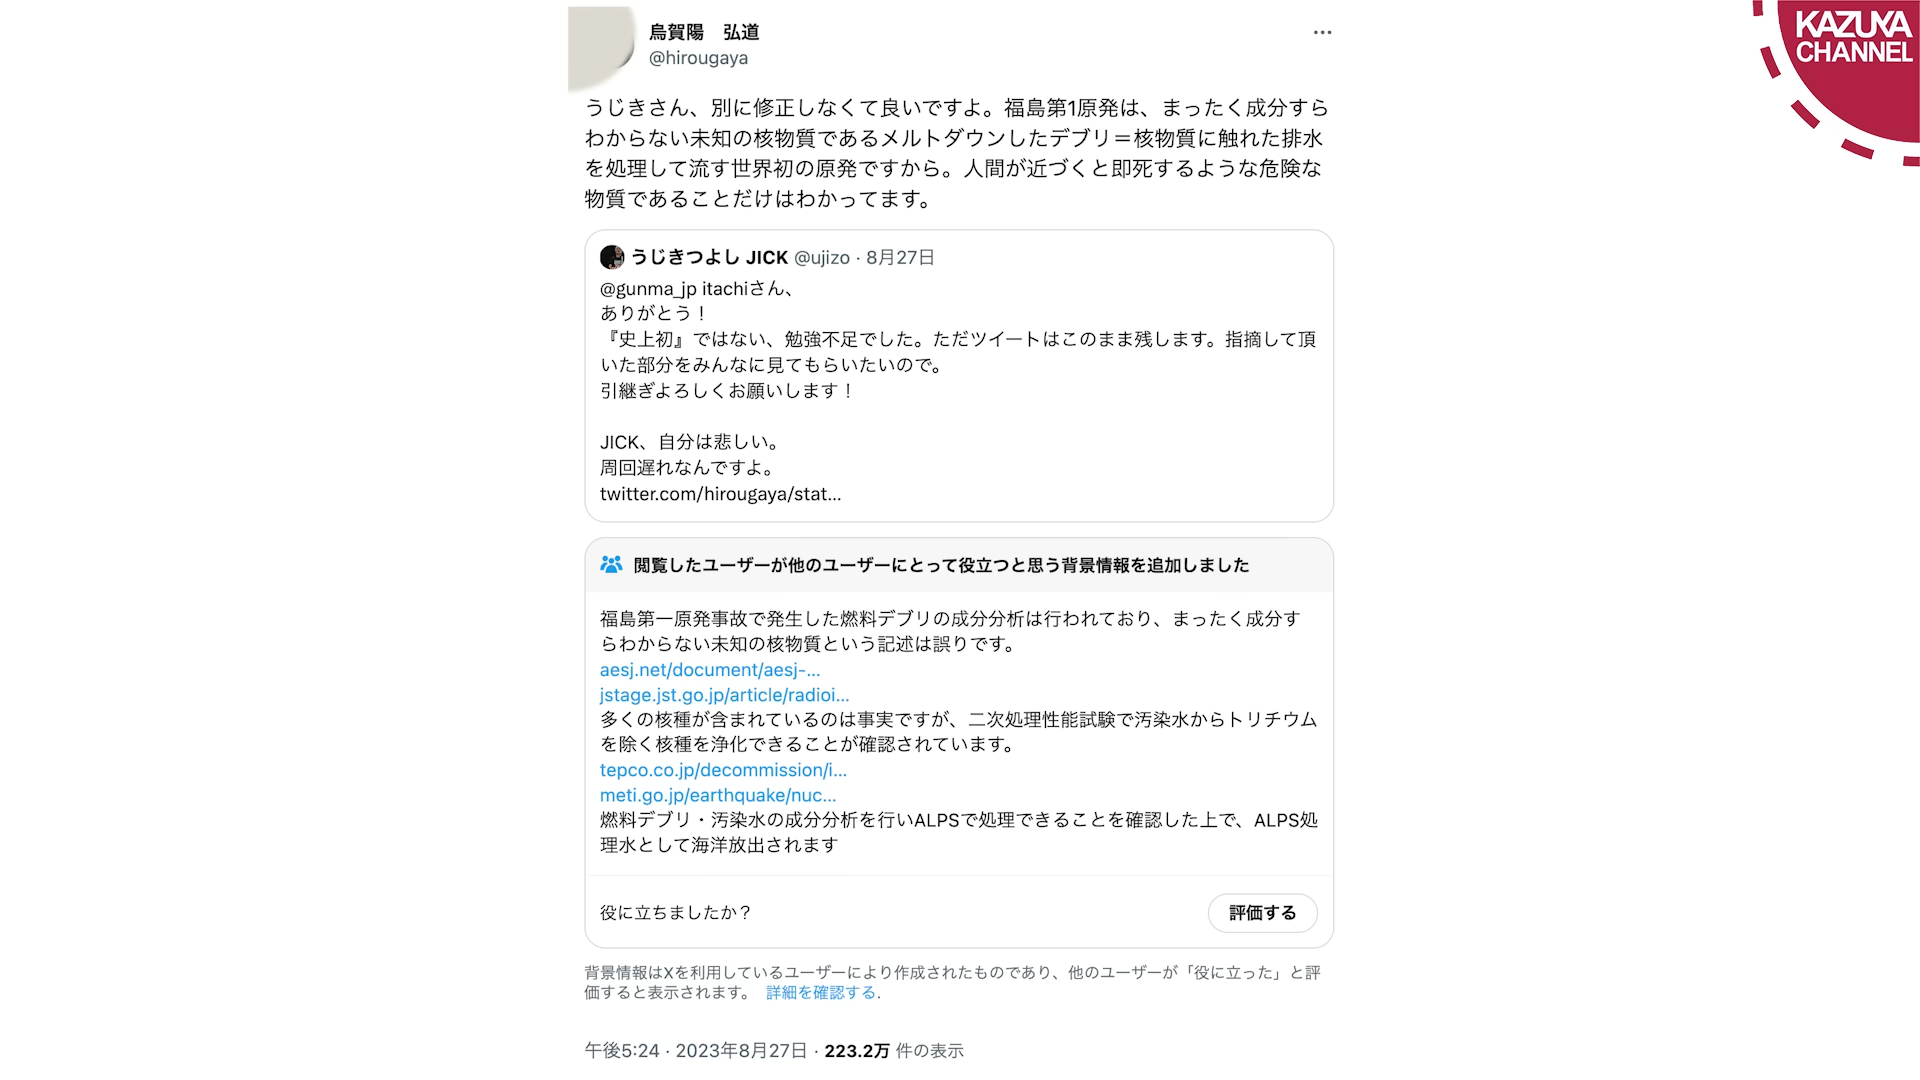 KAZUYA
CHANNEL
烏賀陽　弘道
@hirougaya
うじきさん、別に修正しなくて良いですよ。福島第1原発は、まったく成分すら
わからない未知の核物質であるメルトダウンしたデブリ＝核物質に触れた排水
を処理して流す世界初の原発ですから。人間が近づくと即死するような危険な
物質であることだけはわかってます。
うじきつよし JICK @ujizo · 8月27日
@gunma_jp itachiさん、
ありがとう！
『史上初』ではない、勉強不足でした。ただツイートはこのまま残します。指摘して頂
いた部分をみんなに見てもらいたいので。
引継ぎよろしくお願いします！
JICK、自分は悲しい。
周回遅れなんですよ。
twitter.com/hirougaya/stat...
閲覧したユーザーが他のユーザーにとって役立つと思う背景情報を追加しました
福島第一原発事故で発生した燃料デブリの成分分析は行われており、まったく成分す
らわからない未知の核物質という記述は誤りです。
aesj.net/document/aesj-...
jstage.jst.go.jp/article/radioi...
多くの核種が含まれているのは事実ですが、二次処理性能試験で汚染水からトリチウム
を除く核種を浄化できることが確認されています。
tepco.co.jp/decommission/i...
meti.go.jp/earthquake/nuc...
燃料デブリ・汚染水の成分分析を行いALPSで処理できることを確認した上で、ALPS処
理水として海洋放出されます
役に立ちましたか？
評価する
背景情報はXを利用しているユーザーにより作成されたものであり、他のユーザーが「役に立った」と評
価すると表示されます。 詳細を確認する.
午後5:24 · 2023年8月27日 · 223.2万 件の表示